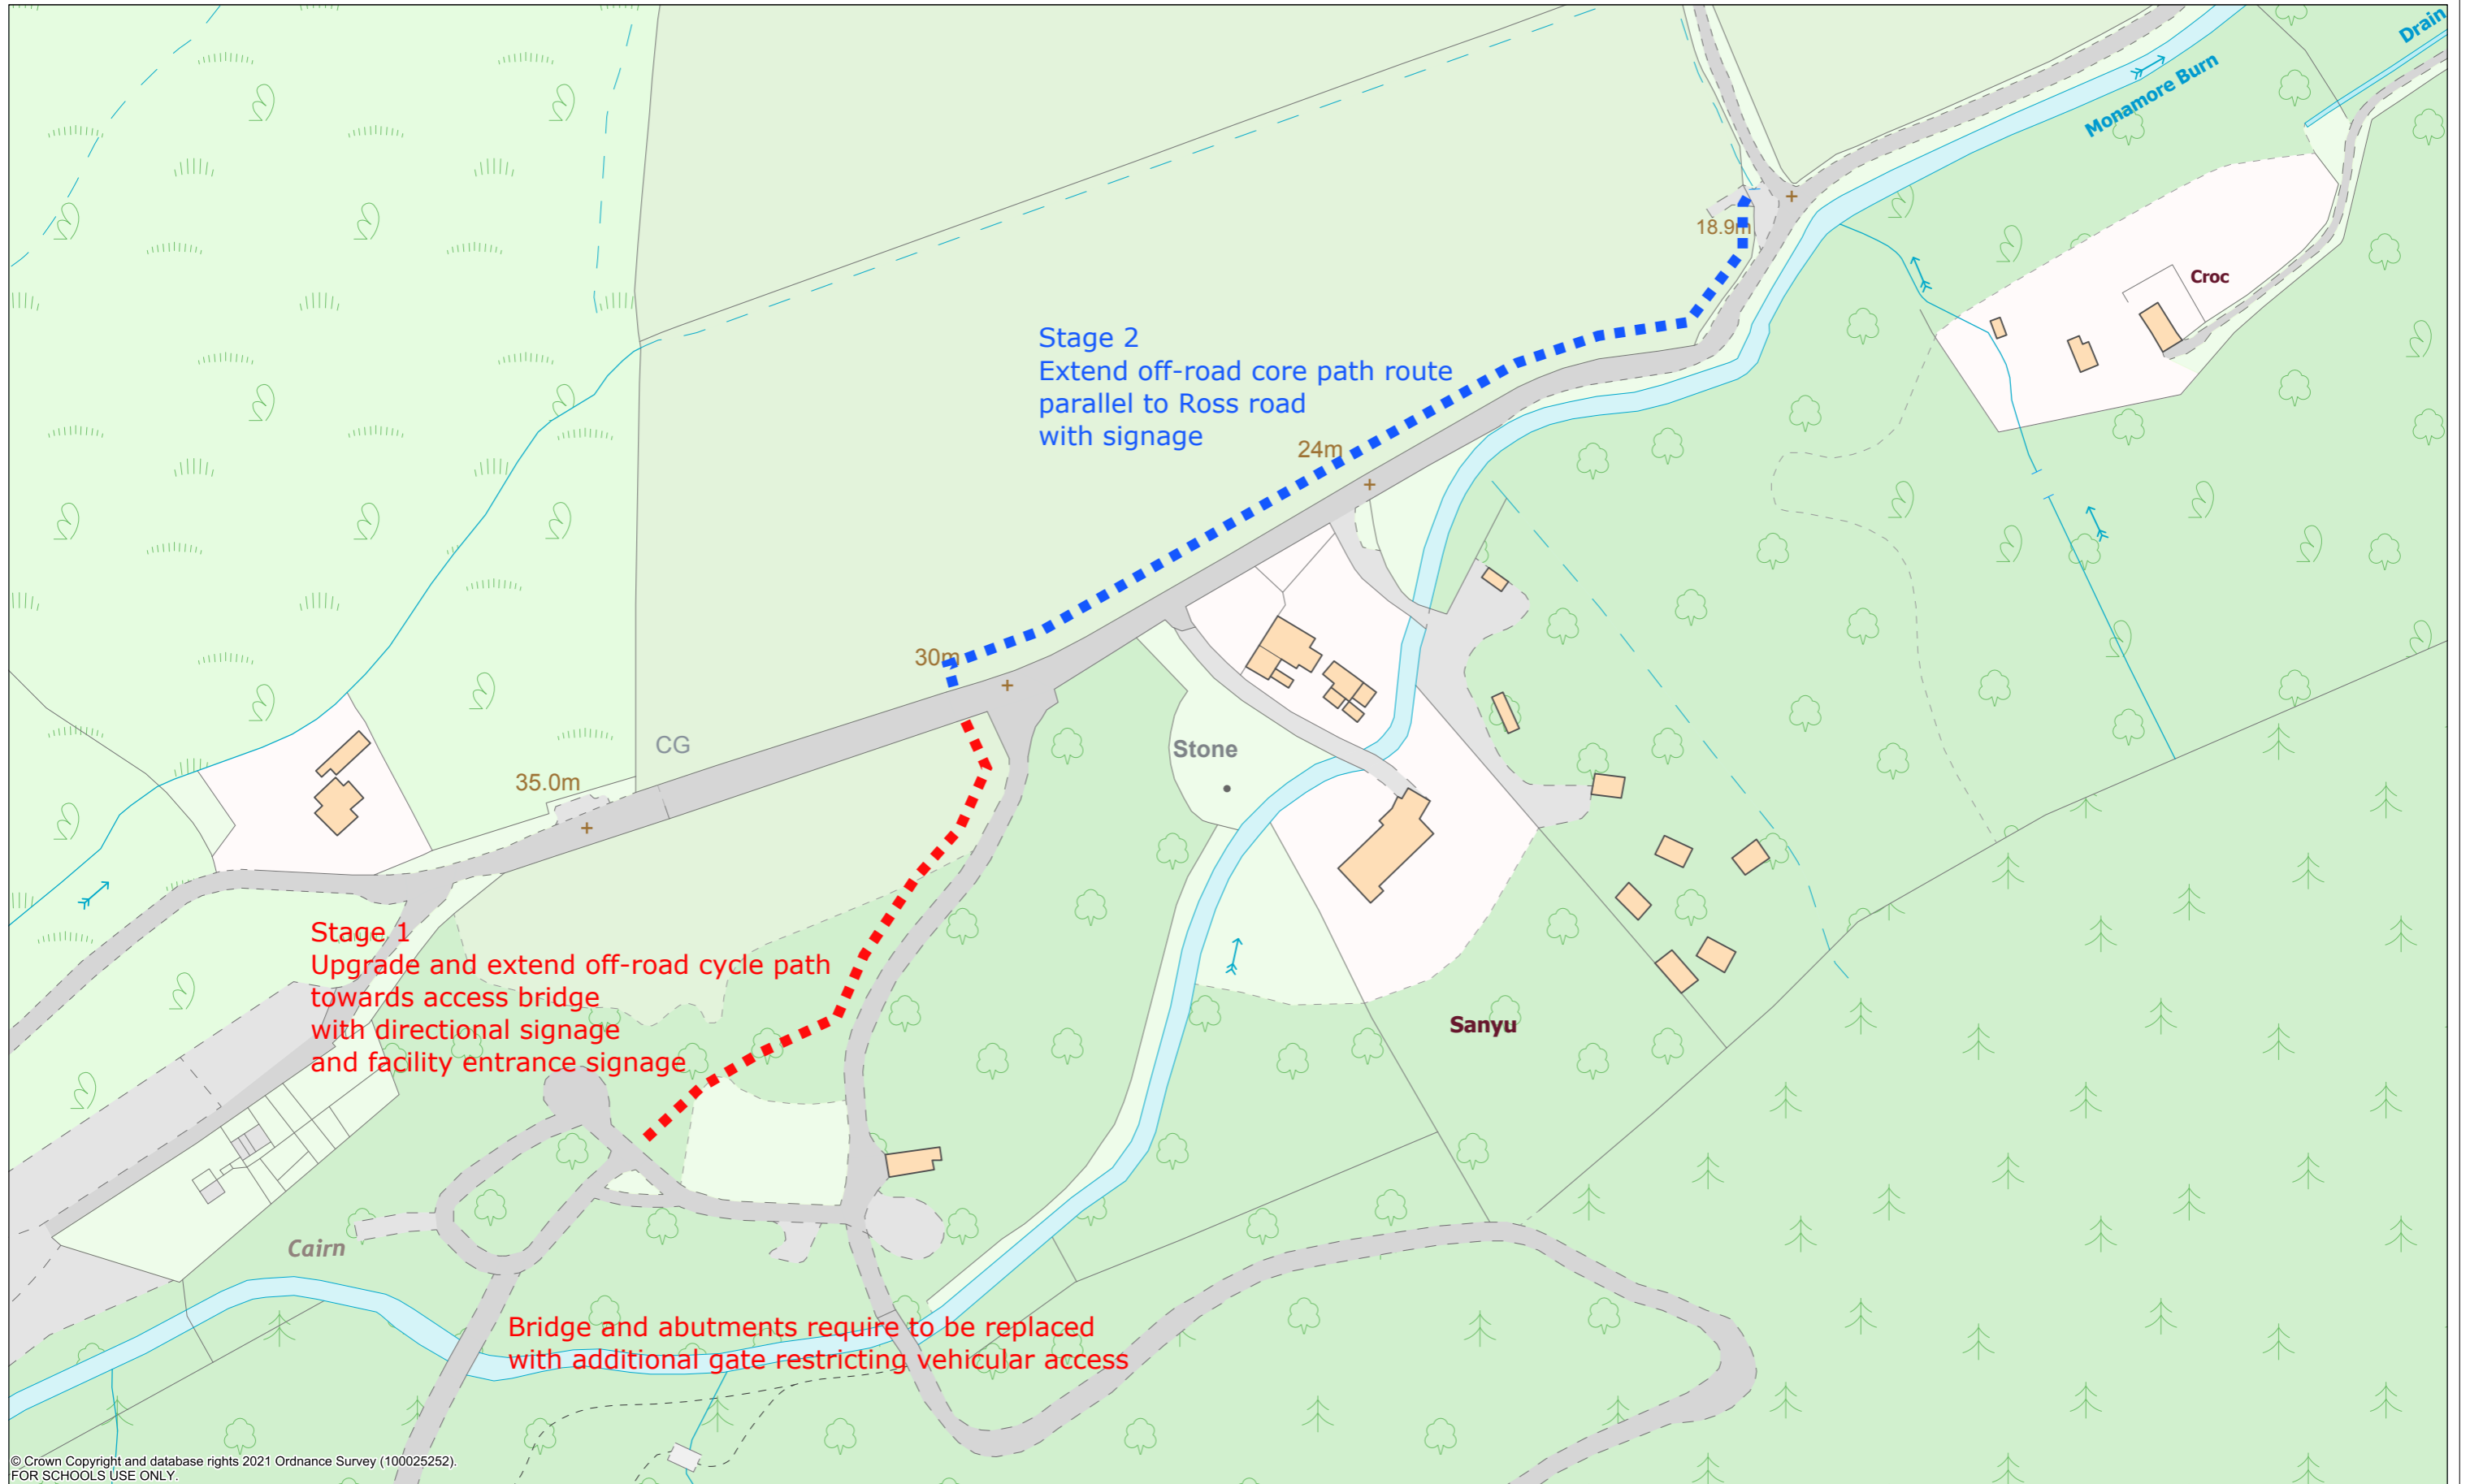 Drain
Monamore Burn
18.9m
Croc
Stage 2
Extend off-road core path route
parallel to Ross road
with signage
24m
30m
CG
Stone
35.0m
Stage 1
Upgrade and extend off-road cycle path
towards access bridge
with directional signage
and facility entrance signage
Sanyu
Cairn
Bridge and abutments require to be replaced
with additional gate restricting vehicular access
© Crown Copyright and database rights 2021 Ordnance Survey (100025252).
FOR SCHOOLS USE ONLY.